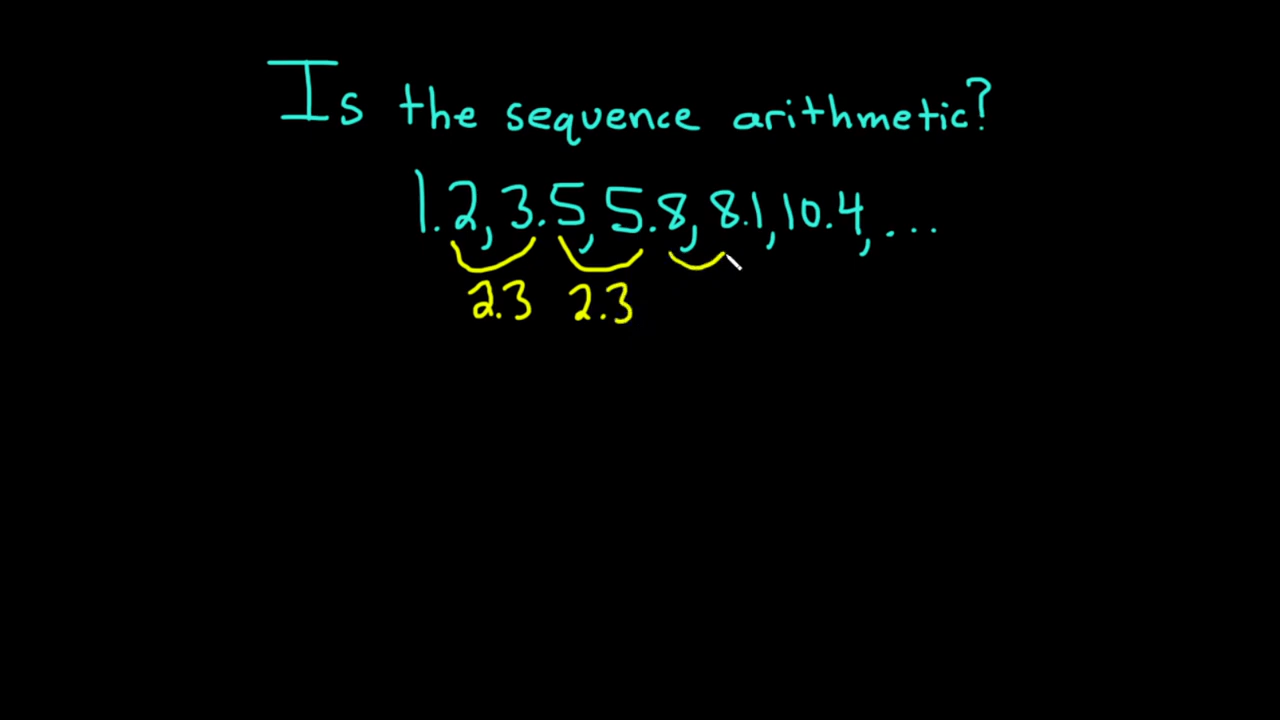 Is the sequence arithmetic?
1.2, 3.5, 5.8, 8.1, 10.4, ...
2.3 2.3